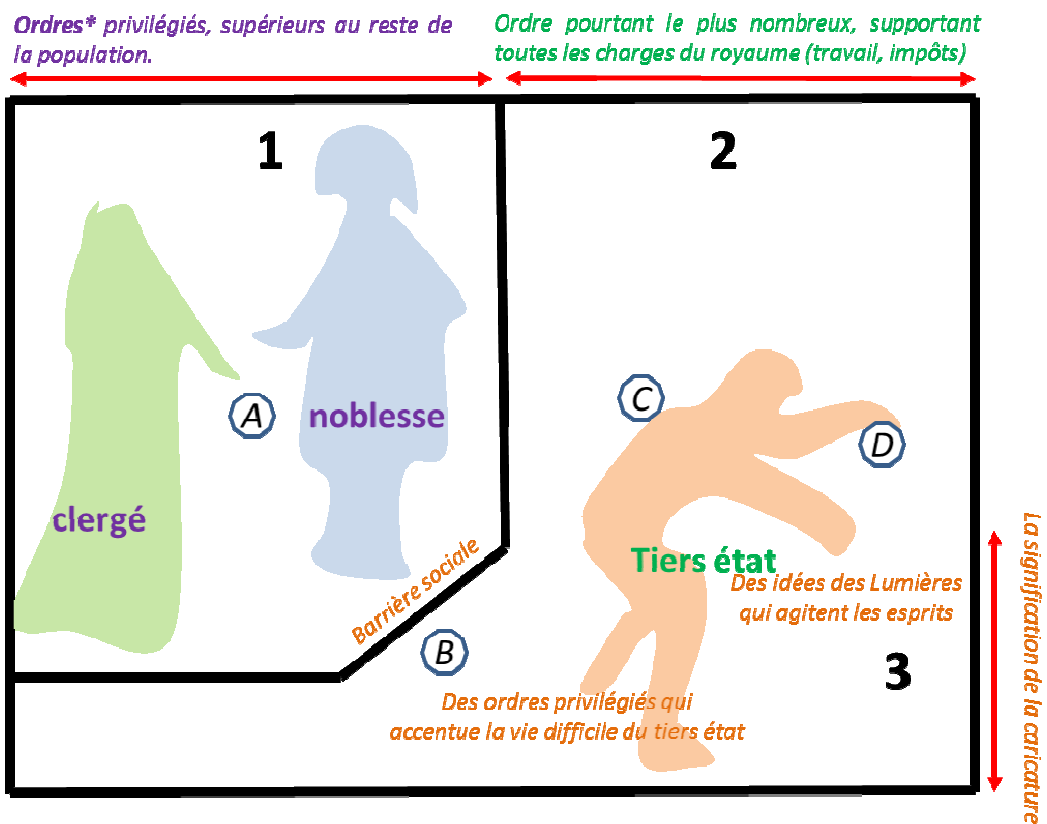 Ordres* privilégiés, supérieurs au reste de
la population.
Ordre pourtant le plus nombreux, supportant
toutes les charges du royaume (travail, impôts)
1
2
A
noblesse
clergé
C
D
Barrière sociale
B
Tiers état
Des idées des Lumières
qui agitent les esprits
3
Des ordres privilégiés qui
accentue la vie difficile du tiers état
La signification de la caricature